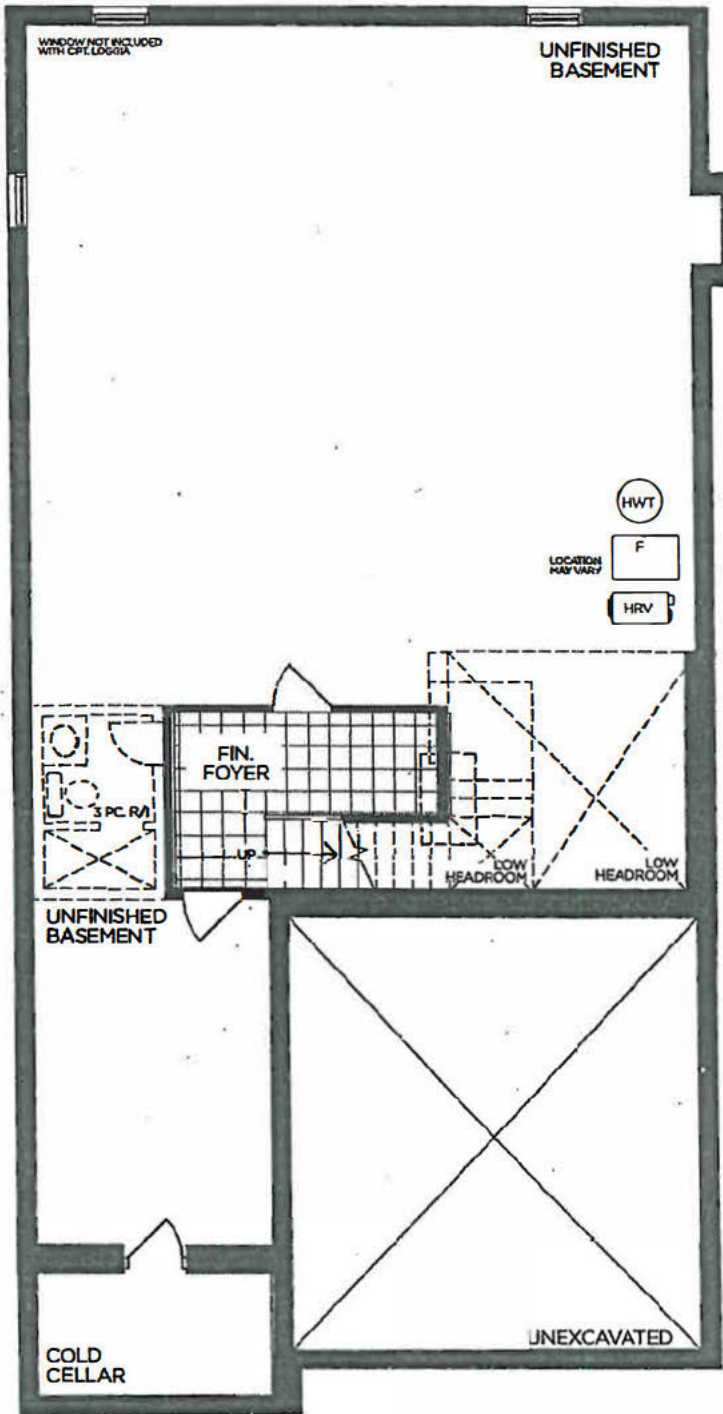 WINDOW NOT INCLUDED
WITH OPT. LOGGIA
UNFINISHED
BASEMENT
HWT
LOCATION
MAY VARY
F
HRV
FIN.
FOYER
3 PC. R/I
UP
LOW
HEADROOM
LOW
HEADROOM
UNFINISHED
BASEMENT
UNEXCAVATED
COLD
CELLAR